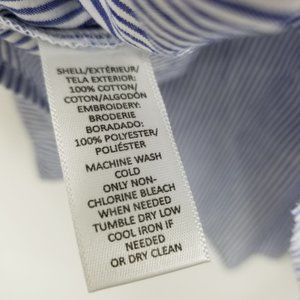 SHELL/EXTÉRIEUR/
TELA EXTERIOR:
100% COTTON/
COTON/ALGODÓN
EMBROIDERY:
BRODERIE
BORADADO:
100% POLYESTER/
POLIÉSTER
MACHINE WASH
COLD
ONLY NON-
CHLORINE BLEACH
WHEN NEEDED
TUMBLE DRY LOW
COOL IRON IF
NEEDED
OR DRY CLEAN